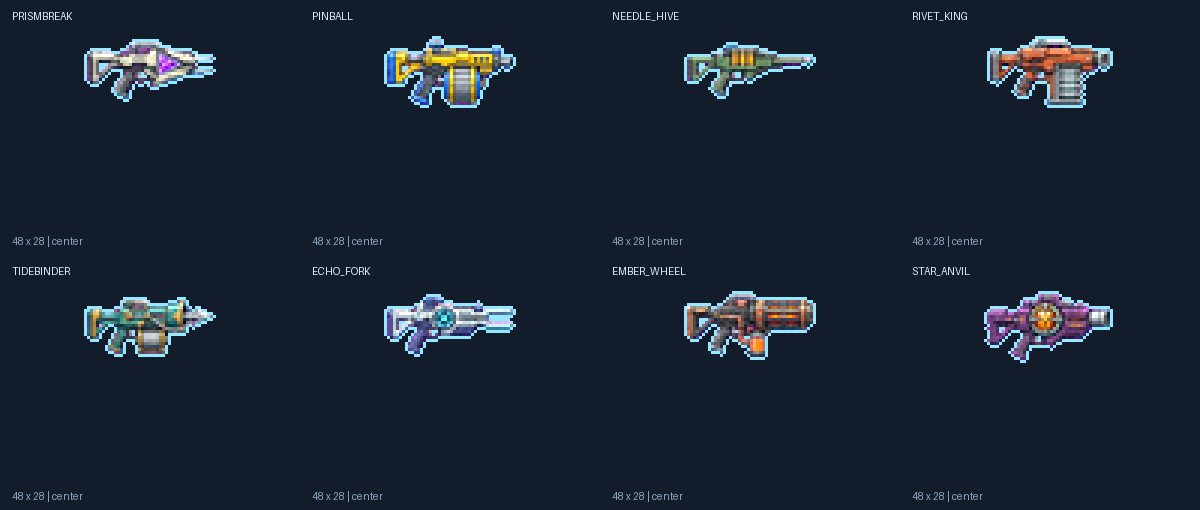 PRISMBREAK
PINBALL
NEEDLE_HIVE
RIVET_KING
48 x 28 | center
48 x 28 | center
48 x 28 | center
48 x 28 | center
TIDEBINDER
ECHO_FORK
EMBER_WHEEL
STAR_ANVIL
48 x 28 | center
48 x 28 | center
48 x 28 | center
48 x 28 | center